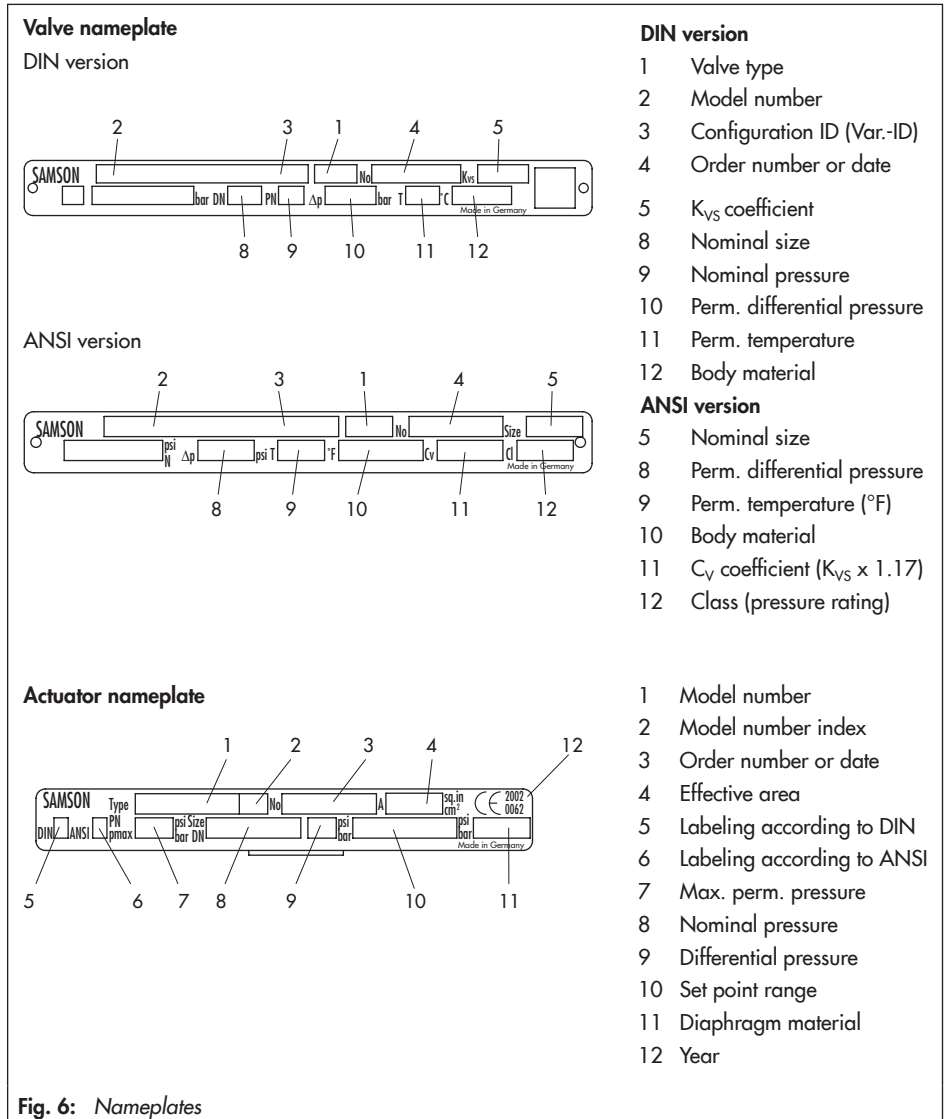 Valve nameplate
DIN version
2 3 1 4 5
SAMSON No Kvs
bar DN PN Δp bar T °C
Made in Germany
8 9 10 11 12
ANSI version
2 3 1 4 5
SAMSON No Size
psi N Δp psi T °F Cv Cl
Made in Germany
8 9 10 11 12
DIN version
1 Valve type
2 Model number
3 Configuration ID (Var.-ID)
4 Order number or date
5 KVS coefficient
8 Nominal size
9 Nominal pressure
10 Perm. differential pressure
11 Perm. temperature
12 Body material
ANSI version
5 Nominal size
8 Perm. differential pressure
9 Perm. temperature (°F)
10 Body material
11 CV coefficient (KVS x 1.17)
12 Class (pressure rating)
Actuator nameplate
1 2 3 4 12
SAMSON Type No A sq.in cm² CE 2002 0062
DIN ANSI PN pmax psi bar Size DN psi bar psi bar
Made in Germany
5 6 7 8 9 10 11
1 Model number
2 Model number index
3 Order number or date
4 Effective area
5 Labeling according to DIN
6 Labeling according to ANSI
7 Max. perm. pressure
8 Nominal pressure
9 Differential pressure
10 Set point range
11 Diaphragm material
12 Year
Fig. 6: Nameplates